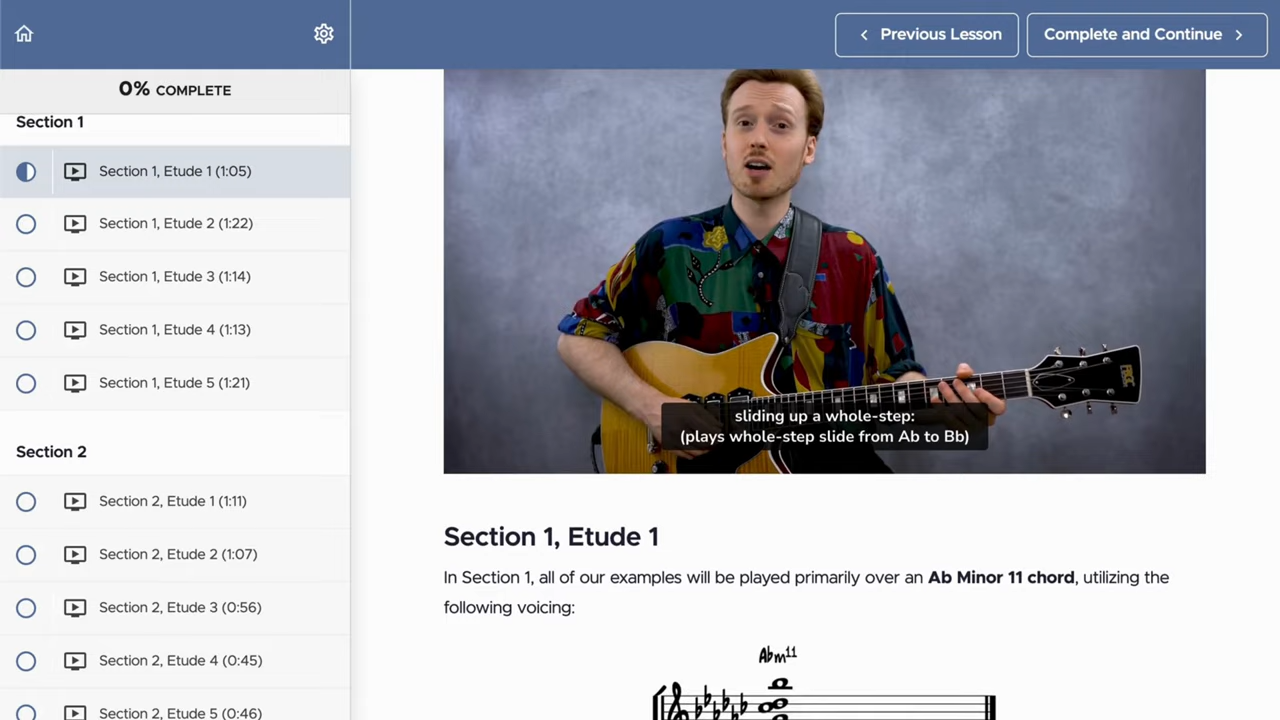 Previous Lesson
Complete and Continue
0% COMPLETE
Section 1
Section 1, Etude 1 (1:05)
Section 1, Etude 2 (1:22)
Section 1, Etude 3 (1:14)
Section 1, Etude 4 (1:13)
Section 1, Etude 5 (1:21)
Section 2
Section 2, Etude 1 (1:11)
Section 2, Etude 2 (1:07)
Section 2, Etude 3 (0:56)
Section 2, Etude 4 (0:45)
Section 2, Etude 5 (0:46)
sliding up a whole-step:
(plays whole-step slide from Ab to Bb)
Section 1, Etude 1
In Section 1, all of our examples will be played primarily over an Ab Minor 11 chord, utilizing the
following voicing:
Abm11